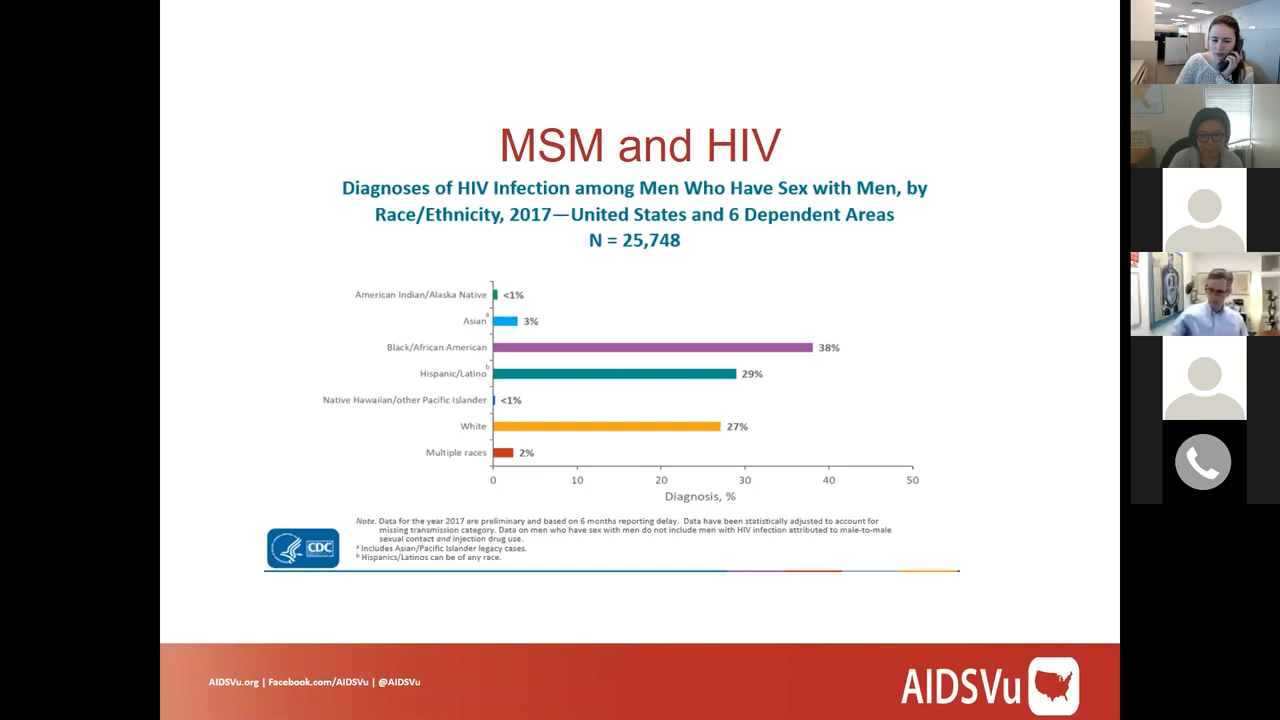 MSM and HIV
Diagnoses of HIV Infection among Men Who Have Sex with Men, by
Race/Ethnicity, 2017—United States and 6 Dependent Areas
N = 25,748
American Indian/Alaska Native <1%
Asian a 3%
Black/African American 38%
Hispanic/Latino b 29%
Native Hawaiian/other Pacific Islander <1%
White 27%
Multiple races 2%
0 10 20 30 40 50
Diagnosis, %
Note. Data for the year 2017 are preliminary and based on 6 months reporting delay. Data have been statistically adjusted to account for
missing transmission category. Data on men who have sex with men do not include men with HIV infection attributed to male-to-male
sexual contact and injection drug use.
a Includes Asian/Pacific Islander legacy cases.
b Hispanics/Latinos can be of any race.
CDC
AIDSVu.org | Facebook.com/AIDSVu | @AIDSVu
AIDSVu